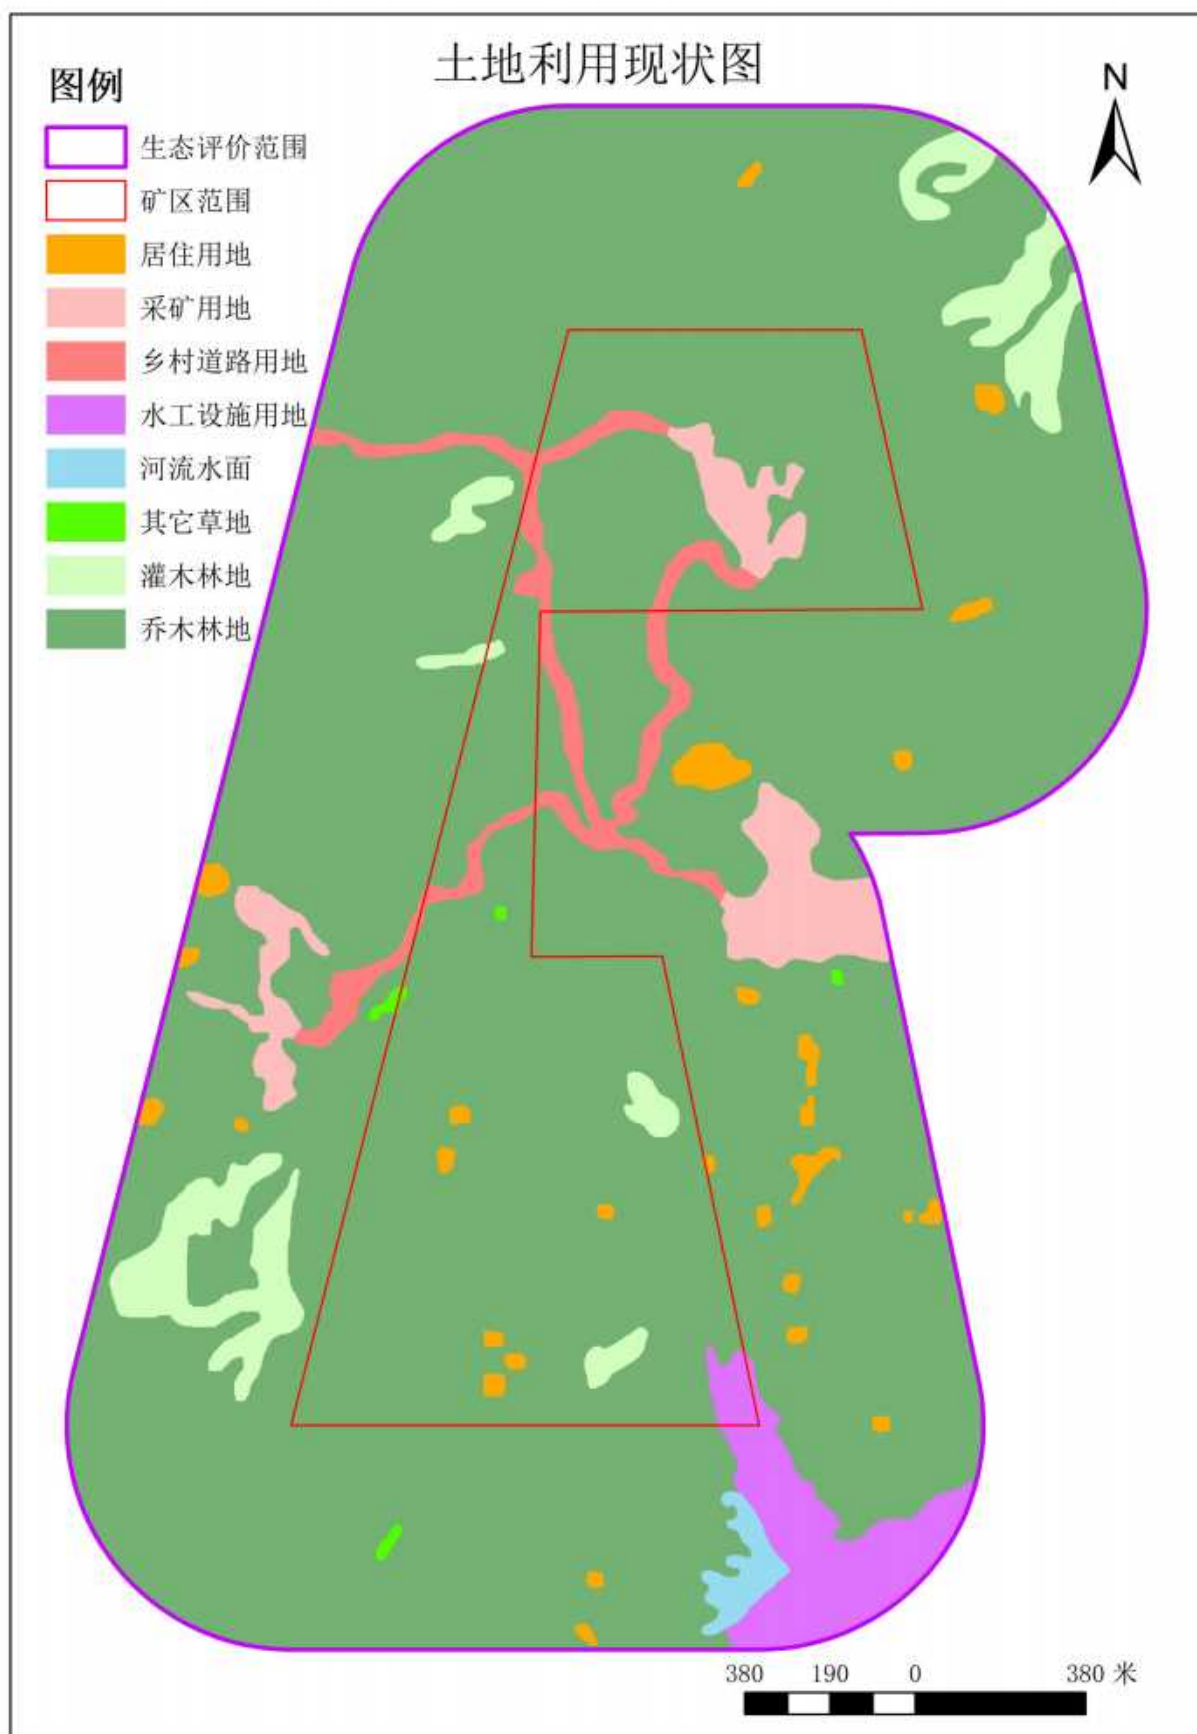 土地利用现状图
图例
N
生态评价范围
矿区范围
居住用地
采矿用地
乡村道路用地
水工设施用地
河流水面
其它草地
灌木林地
乔木林地
380 190 0 380 米